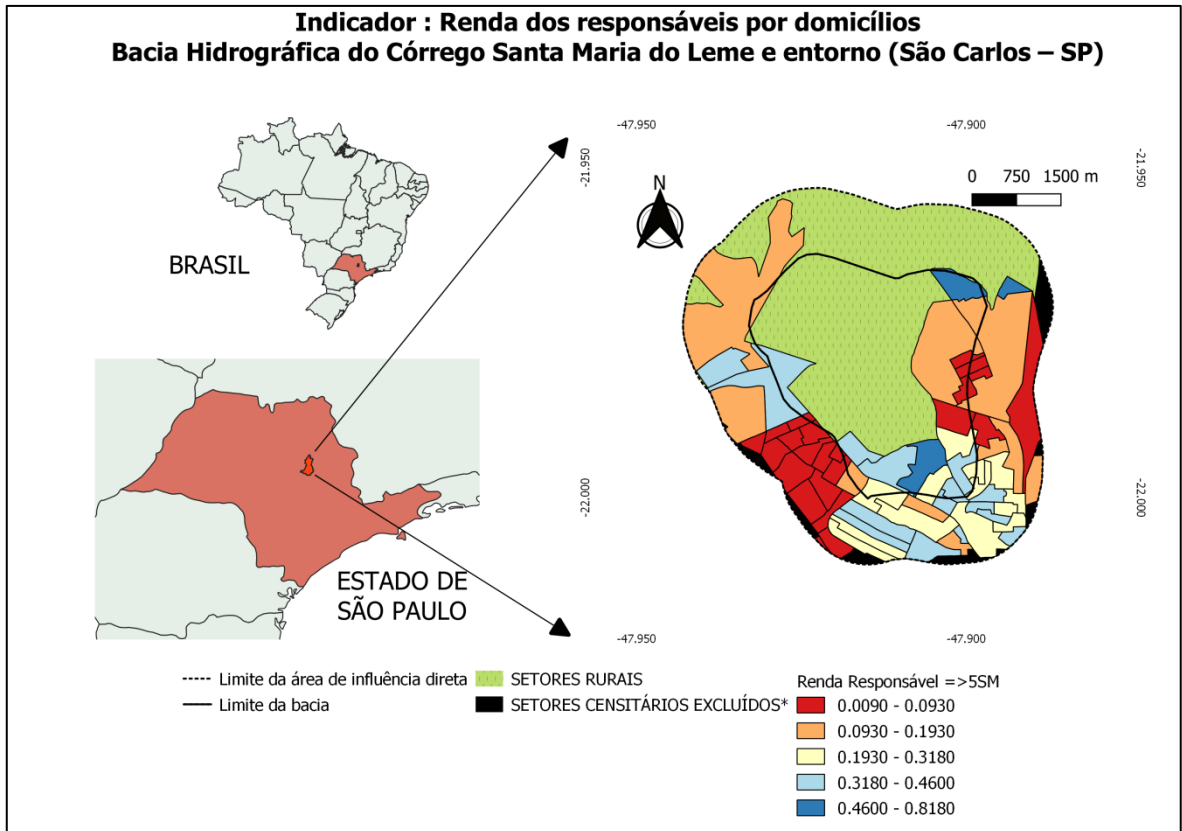 Indicador : Renda dos responsáveis por domicílios
Bacia Hidrográfica do Córrego Santa Maria do Leme e entorno (São Carlos – SP)
-47.950
-47.900
-21.950
-21.950
0 750 1500 m
N
BRASIL
-22.000
-22.000
ESTADO DE
SÃO PAULO
-47.950
-47.900
Limite da área de influência direta
Limite da bacia
SETORES RURAIS
SETORES CENSITÁRIOS EXCLUÍDOS*
Renda Responsável =>5SM
0.0090 - 0.0930
0.0930 - 0.1930
0.1930 - 0.3180
0.3180 - 0.4600
0.4600 - 0.8180